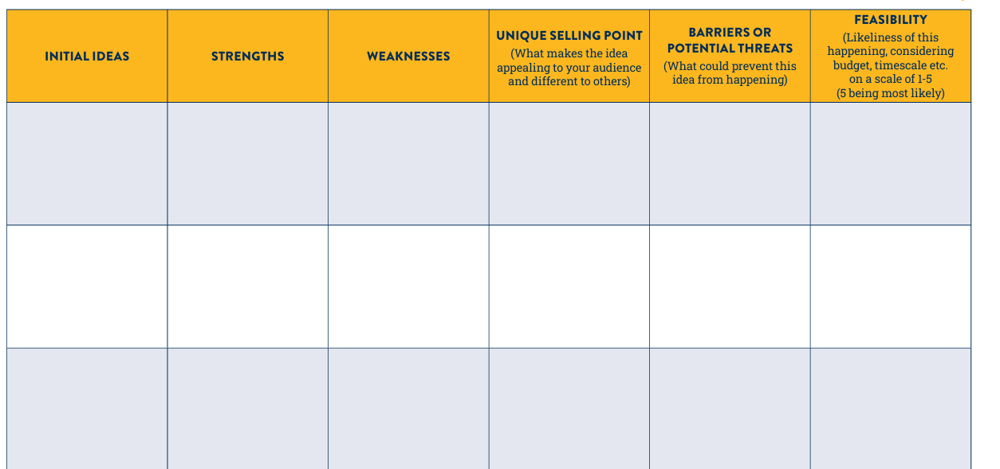 INITIAL IDEAS
STRENGTHS
WEAKNESSES
UNIQUE SELLING POINT
(What makes the idea
appealing to your audience
and different to others)
BARRIERS OR
POTENTIAL THREATS
(What could prevent this
idea from happening)
FEASIBILITY
(Likeliness of this
happening, considering
budget, timescale etc.
on a scale of 1-5
(5 being most likely)